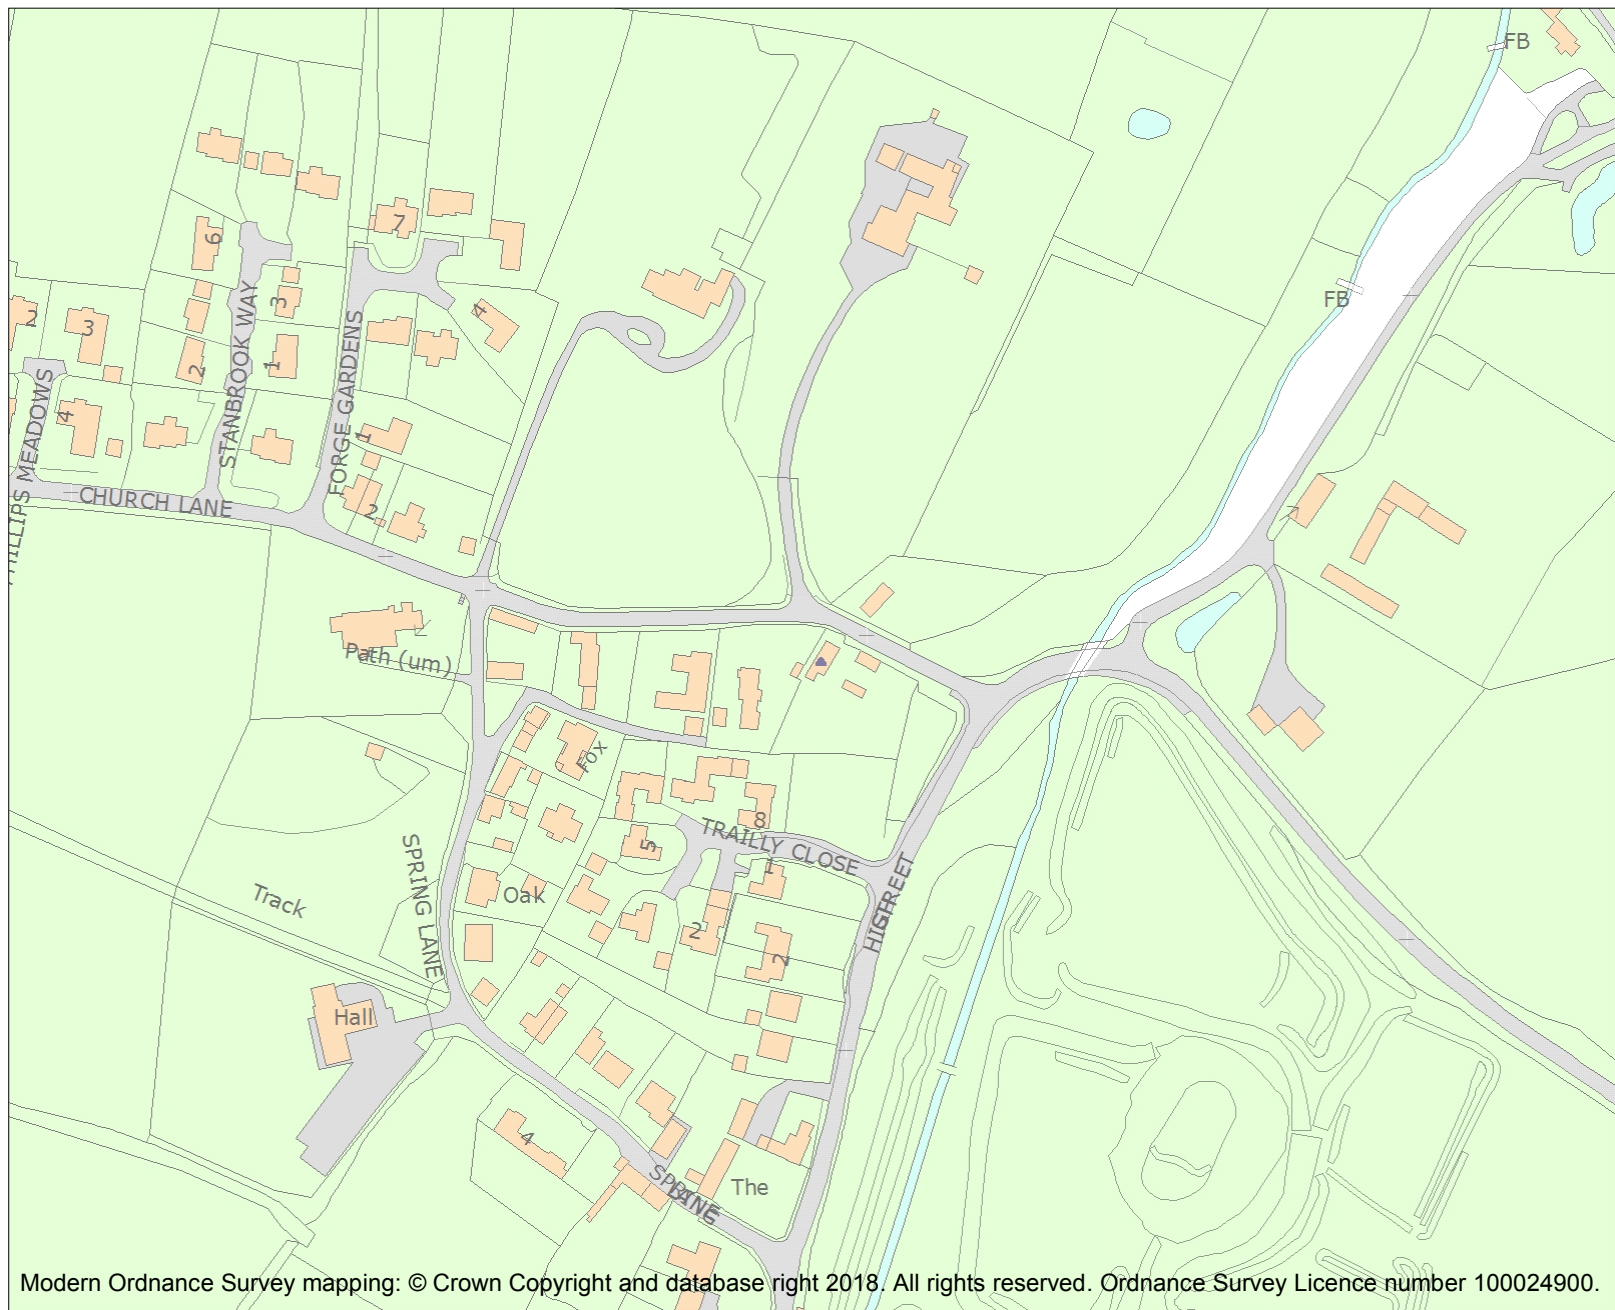 FB
7
6
STANBROOK WAY
3
FORGE GARDENS
4
FB
2
3
2
1
PHILLIPS MEADOWS
4
1
CHURCH LANE
2
Path (um)
Fox
TRAILLY CLOSE
8
5
1
HIGH
STREET
SPRING LANE
Track
Oak
2
2
Hall
4
SPRING
LANE
The
Modern Ordnance Survey mapping: © Crown Copyright and database right 2018. All rights reserved. Ordnance Survey Licence number 100024900.